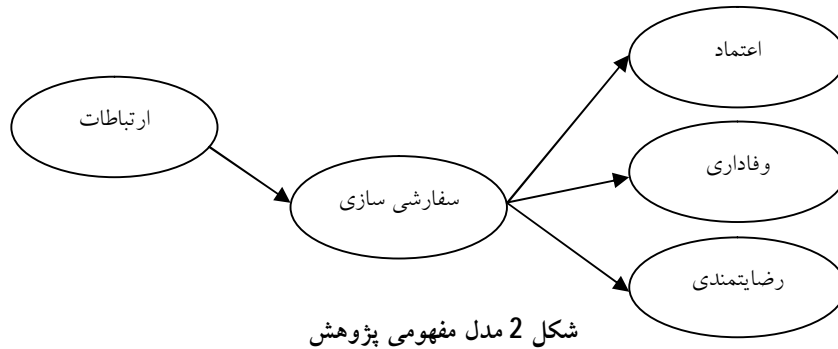 اعتماد
ارتباطات
وفاداری
سفارشی سازی
رضایتمندی
شکل 2 مدل مفهومی پژوهش